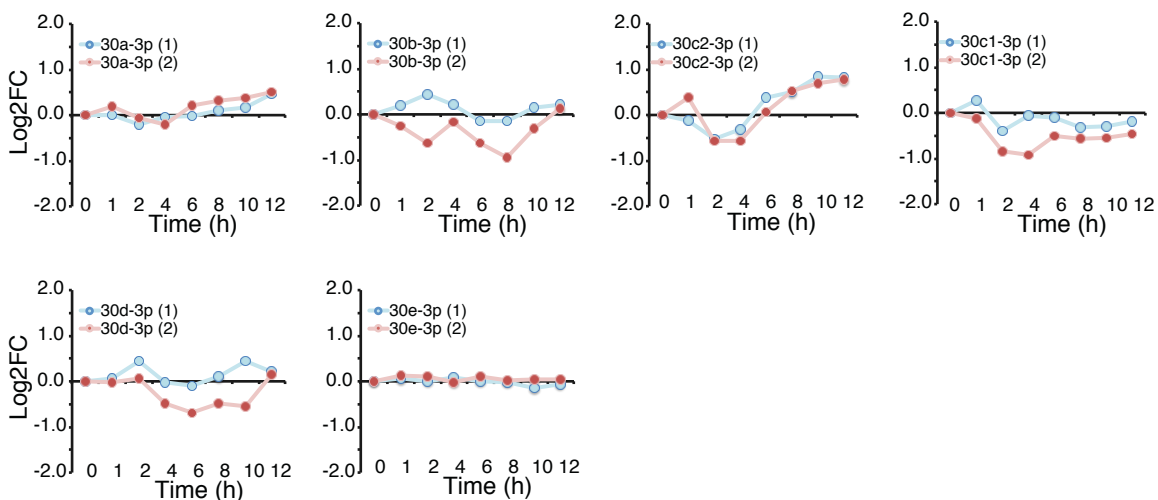 2.0
1.0
0.0
-1.0
-2.0
Log2FC
30a-3p (1)
30a-3p (2)
0 1 2 4 6 8 10 12
Time (h)
2.0
1.0
0.0
-1.0
-2.0
30b-3p (1)
30b-3p (2)
0 1 2 4 6 8 10 12
Time (h)
2.0
1.0
0.0
-1.0
-2.0
30c2-3p (1)
30c2-3p (2)
0 1 2 4 6 8 10 12
Time (h)
2.0
1.0
0.0
-1.0
-2.0
30c1-3p (1)
30c1-3p (2)
0 1 2 4 6 8 10 12
Time (h)
2.0
1.0
0.0
-1.0
-2.0
Log2FC
30d-3p (1)
30d-3p (2)
0 1 2 4 6 8 10 12
Time (h)
2.0
1.0
0.0
-1.0
-2.0
30e-3p (1)
30e-3p (2)
0 1 2 4 6 8 10 12
Time (h)